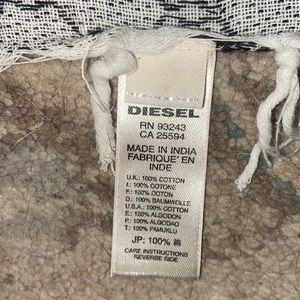 DIESEL
RN 93243
CA 25594
MADE IN INDIA
FABRIQUE' EN
INDE
U.K.: 100% COTTON
I.: 100% COTONE
F.: 100% COTON
D.: 100% BAUMWOLLE
U.S.A.: 100% COTTON
E.: 100% ALGODON
P.: 100% ALGODAO
T.: 100% PAMUKLU
JP: 100% 綿
CARE INSTRUCTIONS
REVERSE SIDE